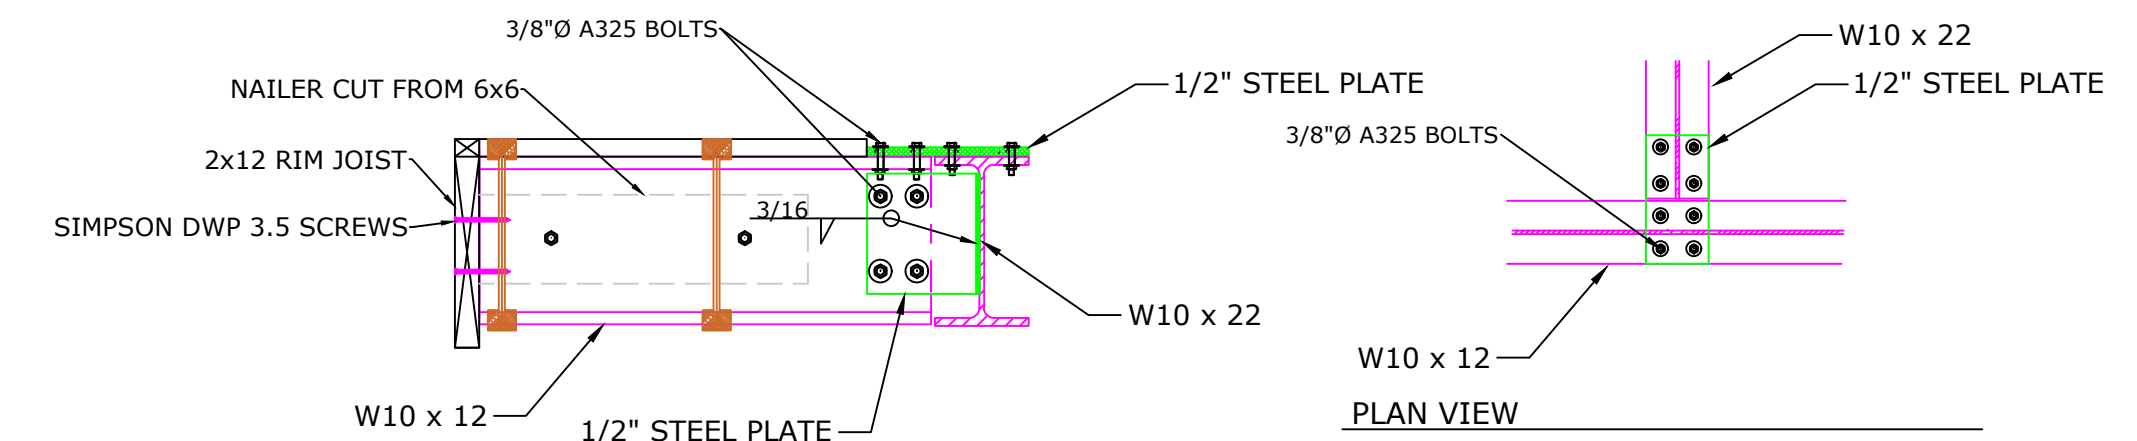 3/8"Ø A325 BOLTS
NAILER CUT FROM 6x6
2x12 RIM JOIST
SIMPSON DWP 3.5 SCREWS
1/2" STEEL PLATE
3/16
W10 x 22
W10 x 12
1/2" STEEL PLATE
W10 x 22
1/2" STEEL PLATE
3/8"Ø A325 BOLTS
W10 x 12
PLAN VIEW